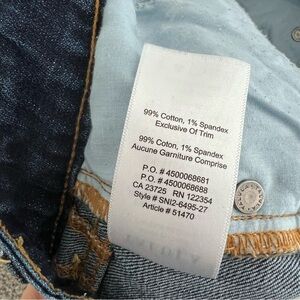 99% Cotton, 1% Spandex
Exclusive Of Trim
99% Coton, 1% Spandex
Aucune Garniture Comprise
P.O. # 4500068681
P.O. # 4500068688
CA 23725 RN 122354
Style # SNI2-6495-27
Article # 51470